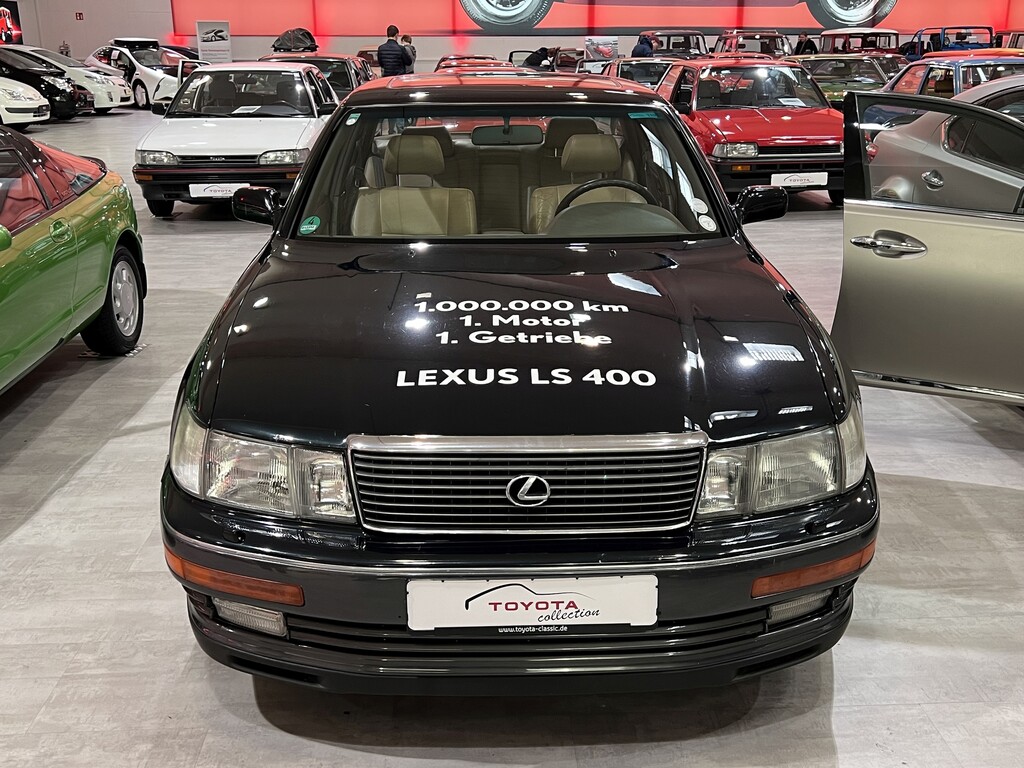 1.000.000 km
1. Motor
1. Getriebe
LEXUS LS 400
TOYOTA
collection
www.toyota-classic.de